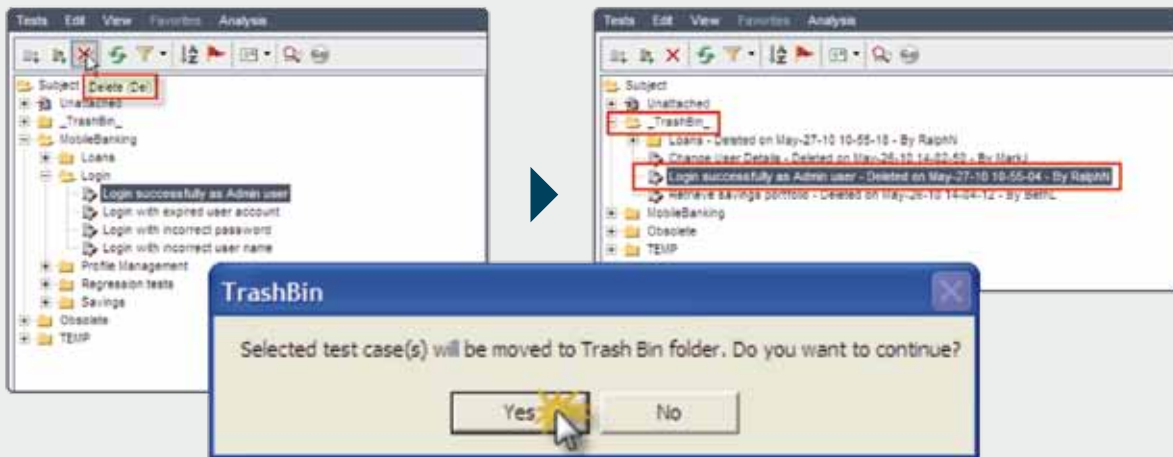 Tests Edit View Favorites Analysis
Subject
Delete (Del)
Unattached
_TrashBin_
MobileBanking
Loans
Login
Login successfully as Admin user
Login with expired user account
Login with incorrect password
Login with incorrect user name
Profile Management
Regression tests
Savings
Obsolete
TEMP
Tests Edit View Favorites Analysis
Subject
Unattached
_TrashBin_
Loans - Deleted on May-27-10 10-55-18 - By RalphN
Change User Details - Deleted on May-26-10 14-02-50 - By MarkJ
Login successfully as Admin user - Deleted on May-27-10 10-55-04 - By RalphN
Retrieve savings portfolio - Deleted on May-26-10 14-04-12 - By BethL
MobileBanking
Obsolete
TEMP
TrashBin
Selected test case(s) will be moved to Trash Bin folder. Do you want to continue?
Yes
No